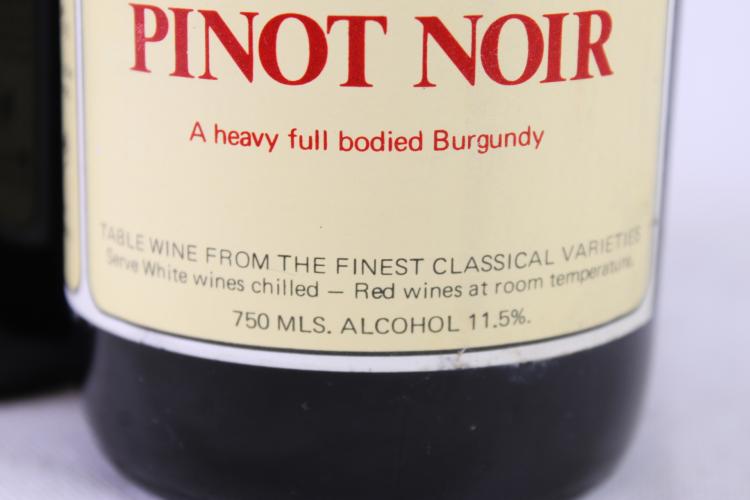 PINOT NOIR
A heavy full bodied Burgundy
TABLE WINE FROM THE FINEST CLASSICAL VARIETIES
Serve White wines chilled — Red wines at room temperature.
750 MLS. ALCOHOL 11.5%.